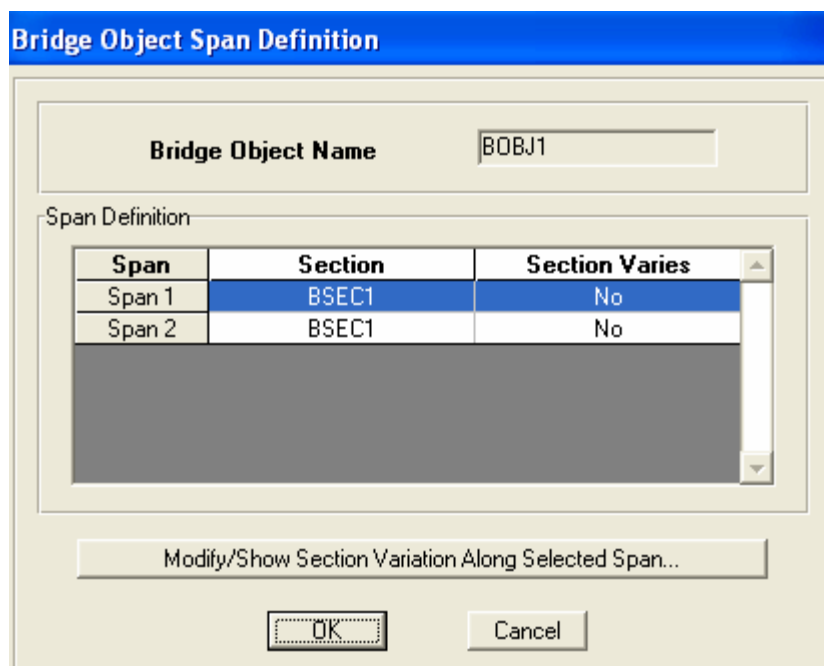 Bridge Object Span Definition
Bridge Object Name BOBJ1
Span Definition
Span Section Section Varies
Span 1 BSEC1 No
Span 2 BSEC1 No
Modify/Show Section Variation Along Selected Span...
OK Cancel